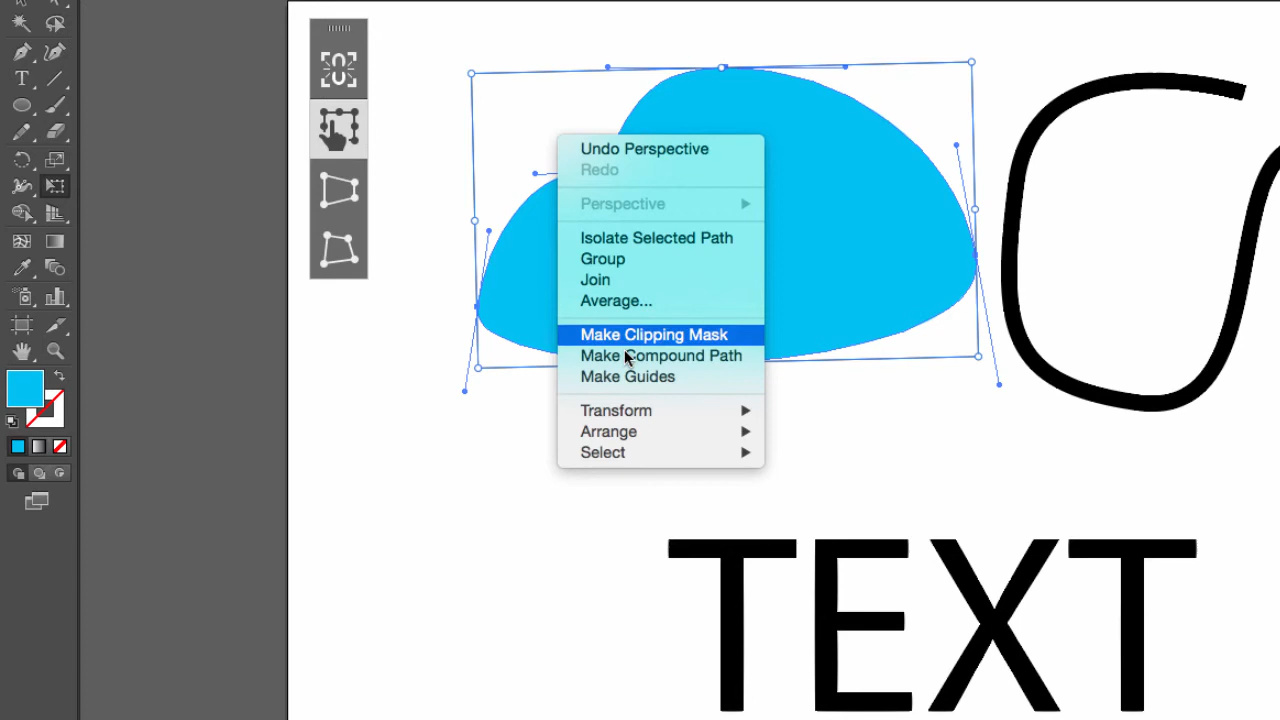 Undo Perspective
Redo
Perspective
Isolate Selected Path
Group
Join
Average...
Make Clipping Mask
Make Compound Path
Make Guides
Transform
Arrange
Select
TEXT